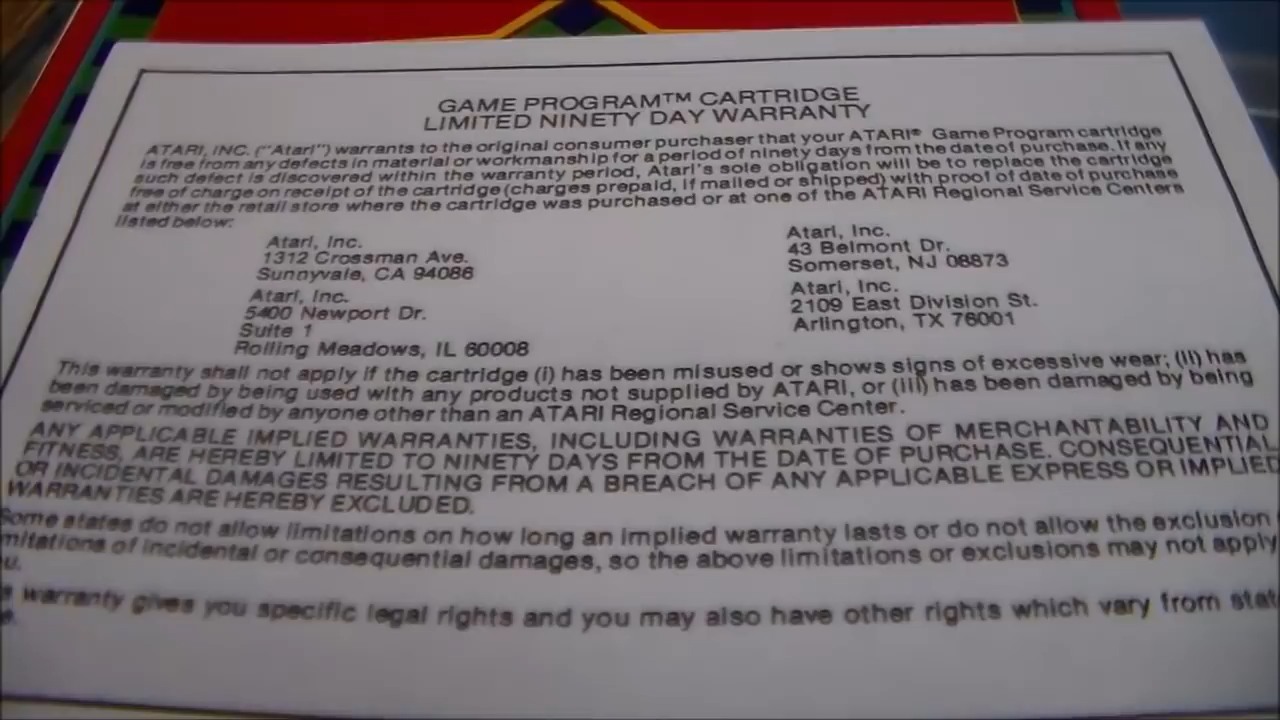 GAME PROGRAM™ CARTRIDGE
LIMITED NINETY DAY WARRANTY
ATARI, INC. ("Atari") warrants to the original consumer purchaser that your ATARI® Game Program cartridge
is free from any defects in material or workmanship for a period of ninety days from the date of purchase. If any
such defect is discovered within the warranty period, Atari's sole obligation will be to replace the cartridge
free of charge on receipt of the cartridge (charges prepaid, if mailed or shipped) with proof of date of purchase
at either the retail store where the cartridge was purchased or at one of the ATARI Regional Service Centers
listed below:
Atari, Inc.
1312 Crossman Ave.
Sunnyvale, CA 94086
Atari, Inc.
5400 Newport Dr.
Suite 1
Rolling Meadows, IL 60008
Atari, Inc.
43 Belmont Dr.
Somerset, NJ 08873
Atari, Inc.
2109 East Division St.
Arlington, TX 76001
This warranty shall not apply if the cartridge (i) has been misused or shows signs of excessive wear; (ii) has
been damaged by being used with any products not supplied by ATARI, or (iii) has been damaged by being
serviced or modified by anyone other than an ATARI Regional Service Center.
ANY APPLICABLE IMPLIED WARRANTIES, INCLUDING WARRANTIES OF MERCHANTABILITY AND
FITNESS, ARE HEREBY LIMITED TO NINETY DAYS FROM THE DATE OF PURCHASE. CONSEQUENTIAL
OR INCIDENTAL DAMAGES RESULTING FROM A BREACH OF ANY APPLICABLE EXPRESS OR IMPLIED
WARRANTIES ARE HEREBY EXCLUDED.
Some states do not allow limitations on how long an implied warranty lasts or do not allow the exclusion
mitations of incidental or consequential damages, so the above limitations or exclusions may not apply
u.
s warranty gives you specific legal rights and you may also have other rights which vary from stat
e.